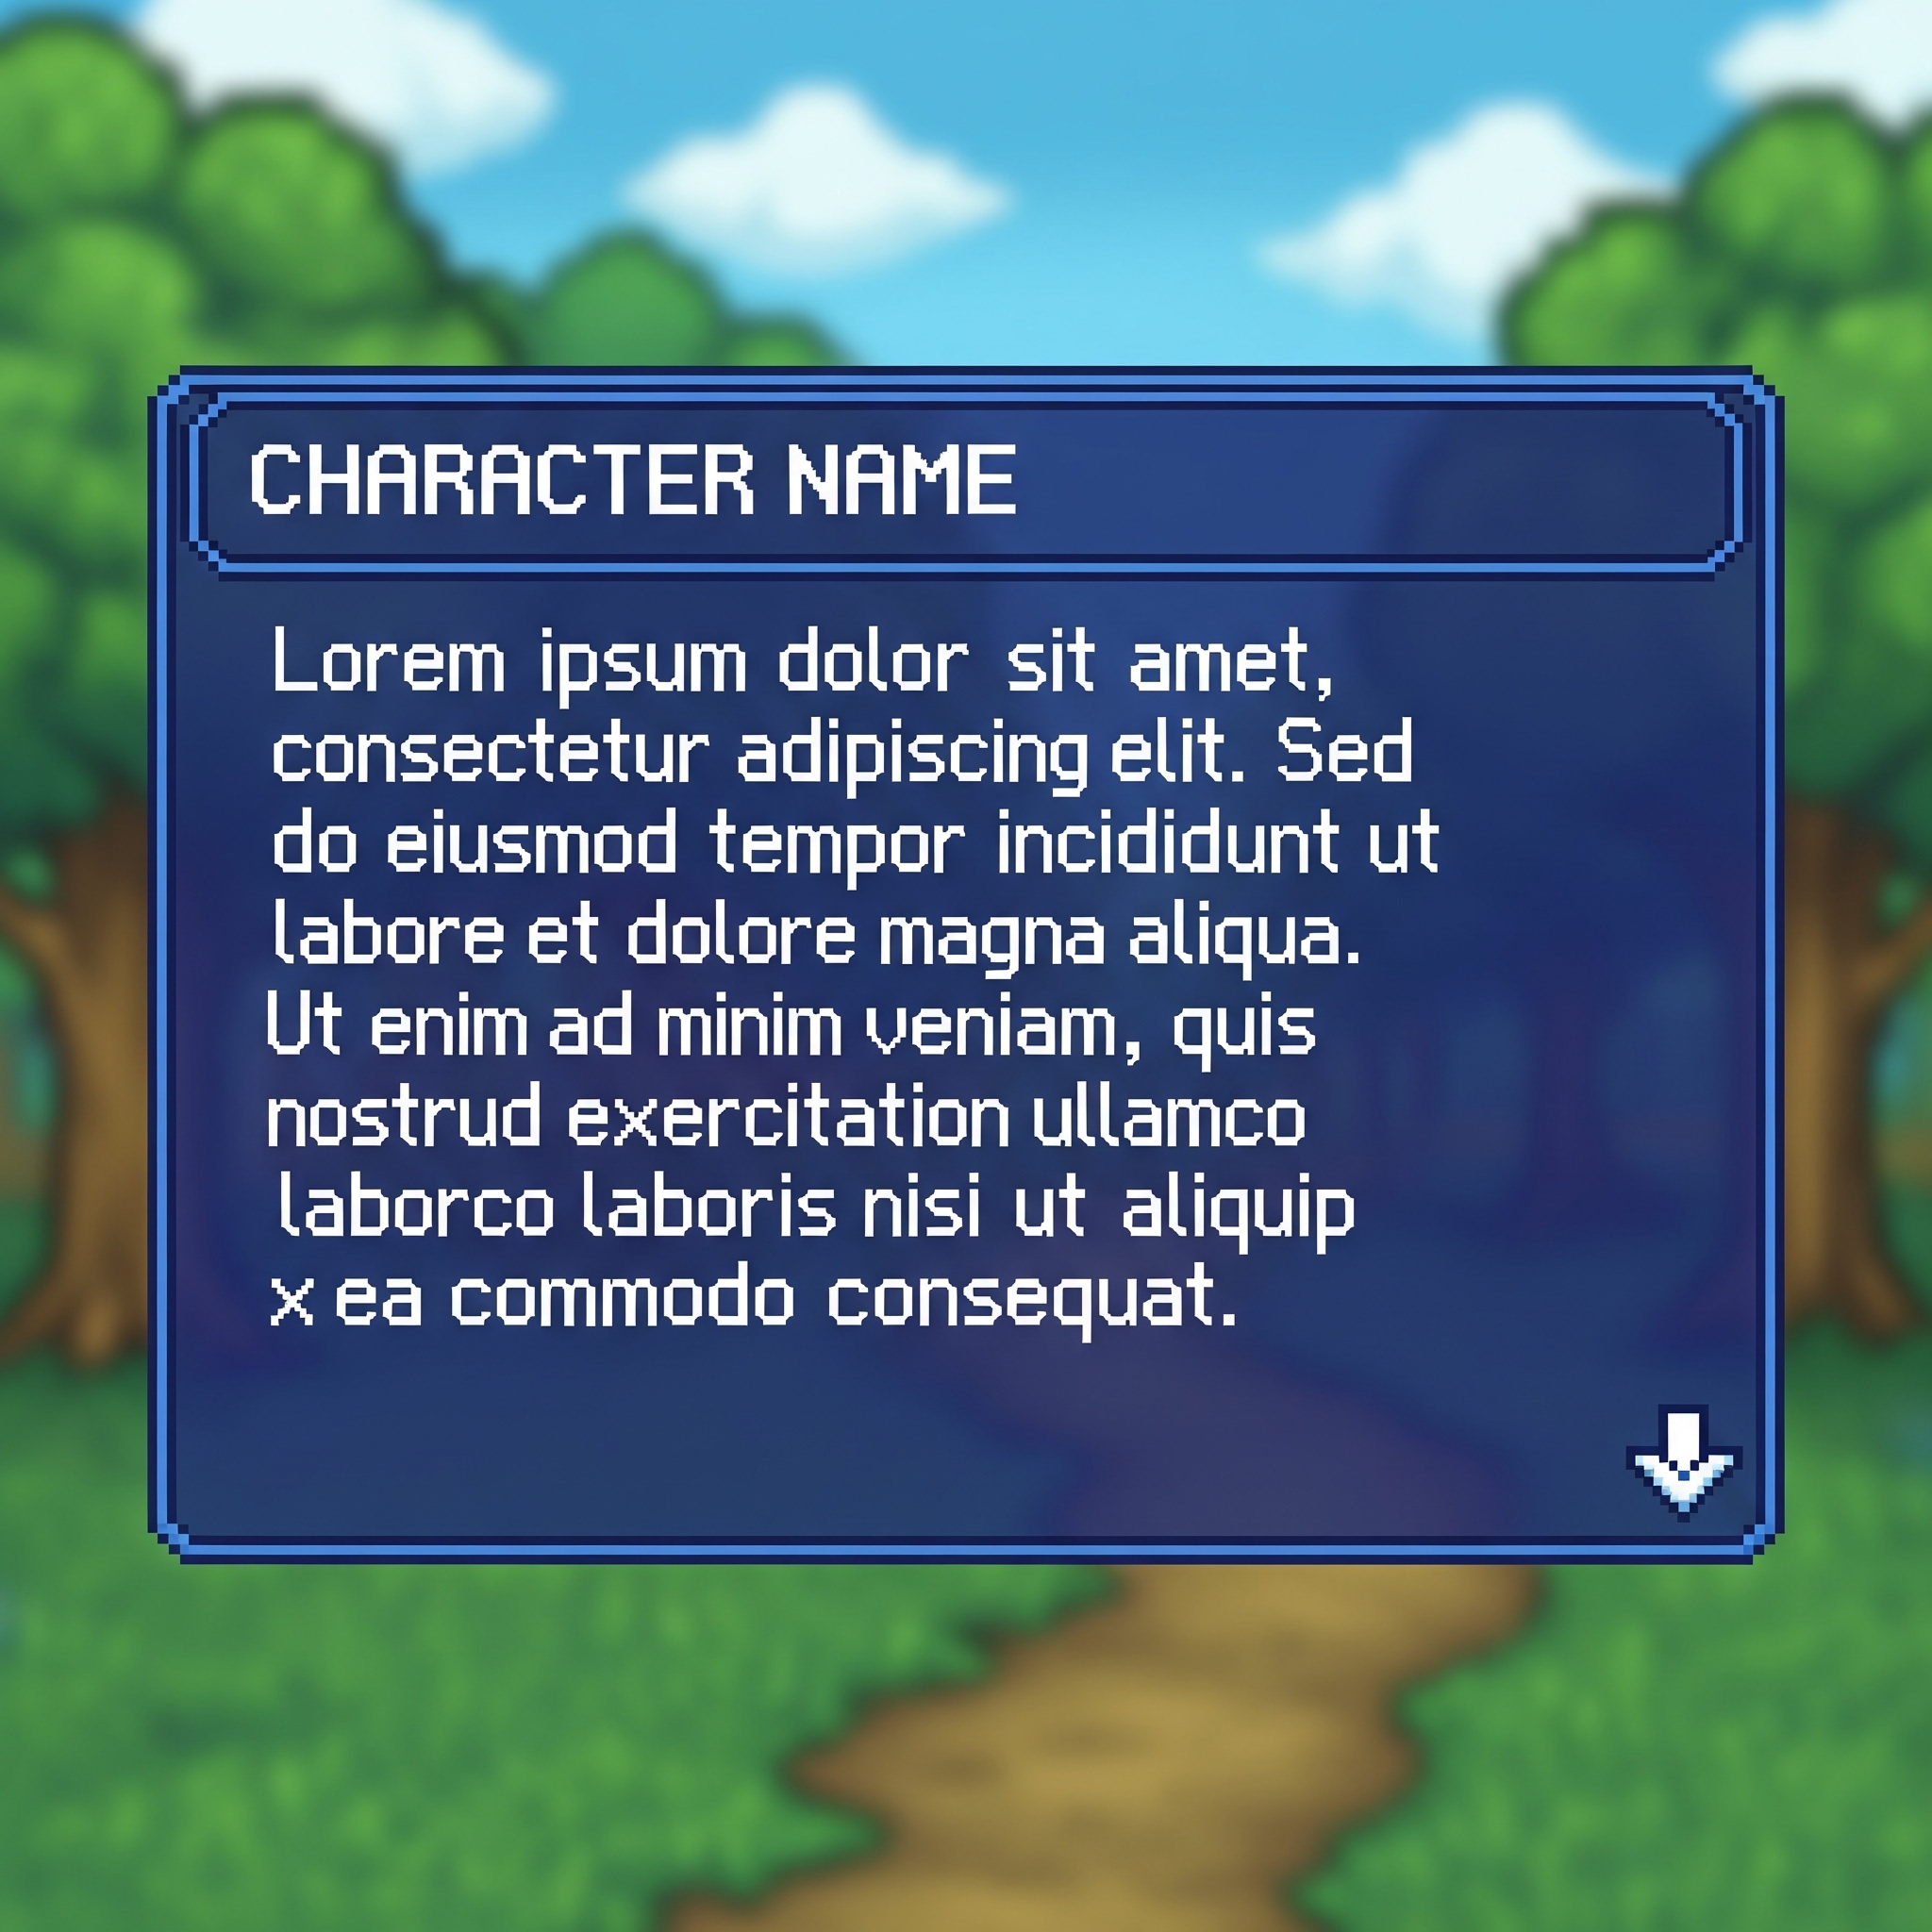 CHARACTER NAME
Lorem ipsum dolor sit amet,
consectetur adipiscing elit. Sed
do eiusmod tempor incididunt ut
labore et dolore magna aliqua.
Ut enim ad minim veniam, quis
nostrud exercitation ullamco
laborco laboris nisi ut aliquip
x ea commodo consequat.